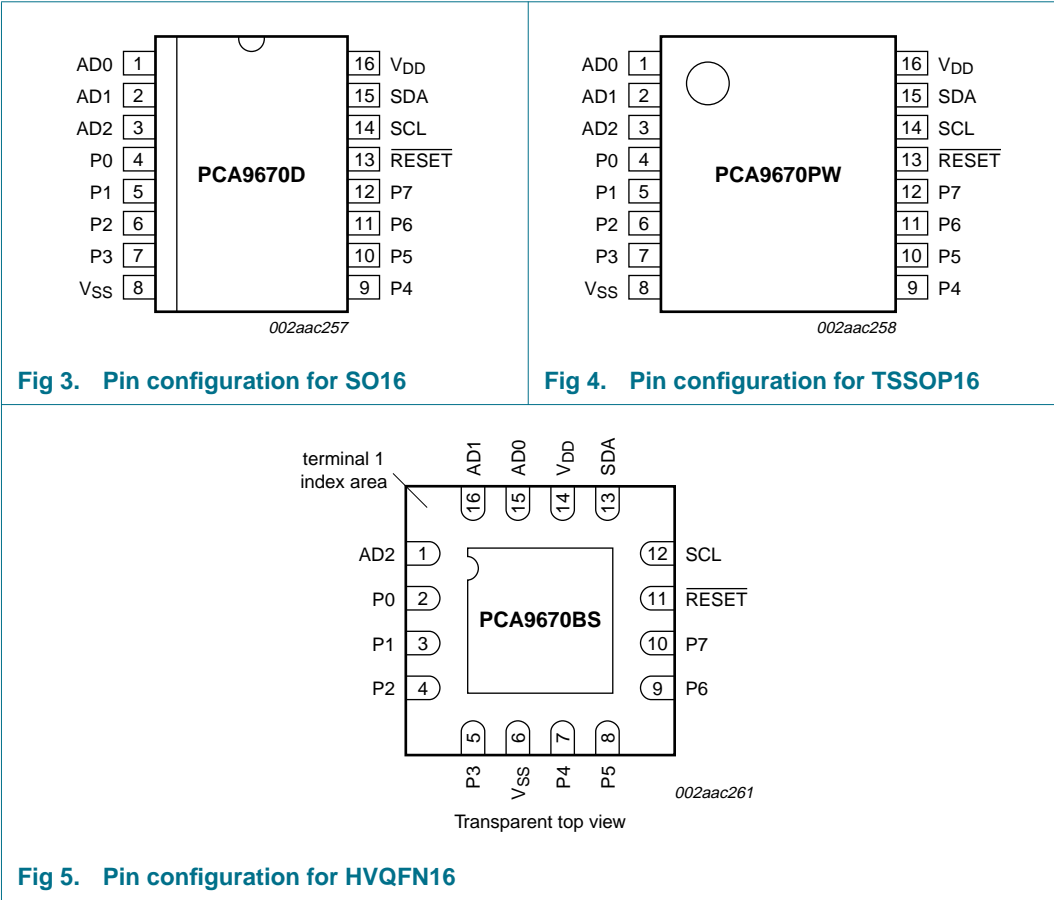 AD0 1 16 VDD
AD1 2 15 SDA
AD2 3 14 SCL
P0 4 13 RESET
PCA9670D
P1 5 12 P7
P2 6 11 P6
P3 7 10 P5
VSS 8 9 P4
002aac257
Fig 3. Pin configuration for SO16
AD0 1 16 VDD
AD1 2 15 SDA
AD2 3 14 SCL
P0 4 13 RESET
PCA9670PW
P1 5 12 P7
P2 6 11 P6
P3 7 10 P5
VSS 8 9 P4
002aac258
Fig 4. Pin configuration for TSSOP16
terminal 1
index area
AD1 AD0 VDD SDA
16 15 14 13
AD2 1 12 SCL
P0 2 11 RESET
PCA9670BS
P1 3 10 P7
P2 4 9 P6
5 6 7 8
P3 VSS P4 P5
002aac261
Transparent top view
Fig 5. Pin configuration for HVQFN16